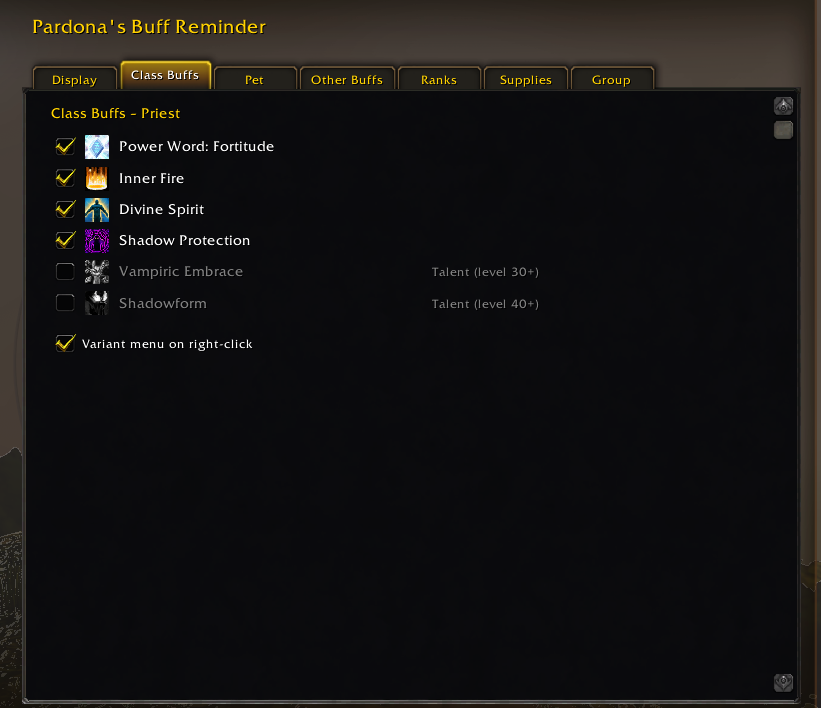 Pardona's Buff Reminder
Display Class Buffs Pet Other Buffs Ranks Supplies Group
Class Buffs - Priest
Power Word: Fortitude
Inner Fire
Divine Spirit
Shadow Protection
Vampiric Embrace Talent (level 30+)
Shadowform Talent (level 40+)
Variant menu on right-click